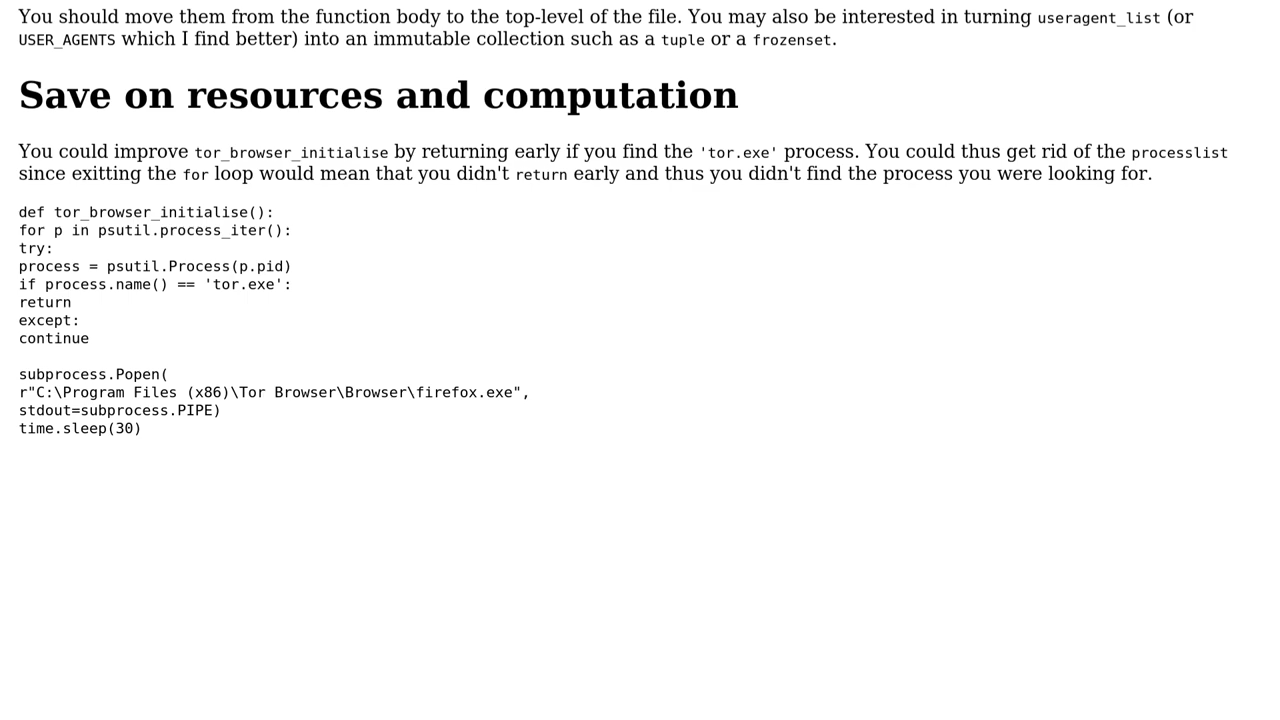 You should move them from the function body to the top-level of the file. You may also be interested in turning useragent_list (or
USER_AGENTS which I find better) into an immutable collection such as a tuple or a frozenset.
Save on resources and computation
You could improve tor_browser_initialise by returning early if you find the 'tor.exe' process. You could thus get rid of the processlist
since exitting the for loop would mean that you didn't return early and thus you didn't find the process you were looking for.
def tor_browser_initialise():
for p in psutil.process_iter():
try:
process = psutil.Process(p.pid)
if process.name() == 'tor.exe':
return
except:
continue
subprocess.Popen(
r"C:\Program Files (x86)\Tor Browser\Browser\firefox.exe",
stdout=subprocess.PIPE)
time.sleep(30)